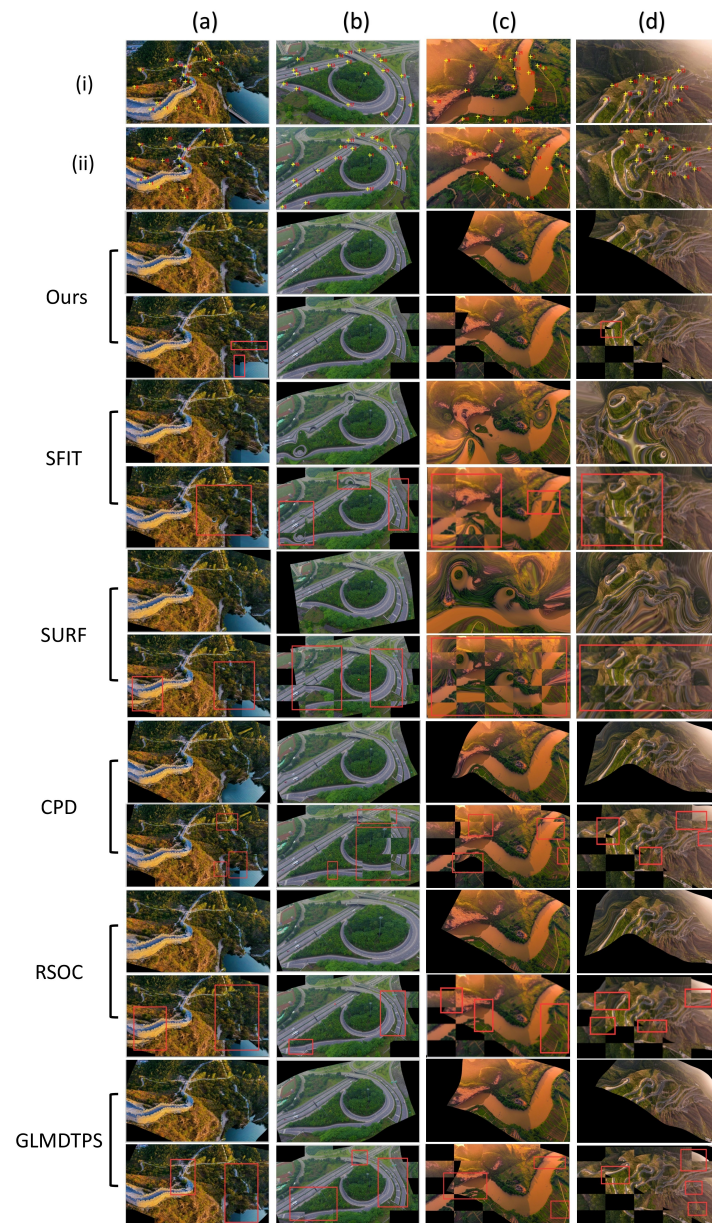 (a) (b) (c) (d)
(i)
(ii)
Ours
SFIT
SURF
CPD
RSOC
GLMDTPS